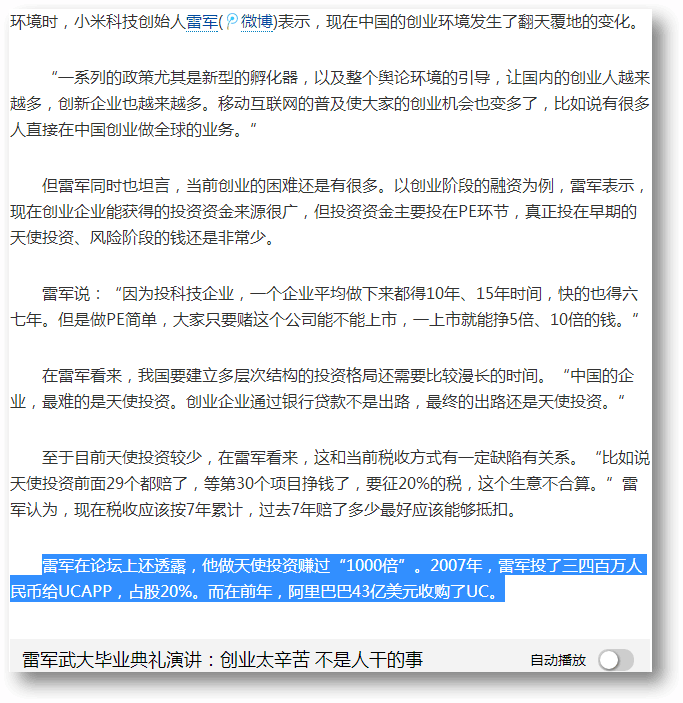 环境时，小米科技创始人雷军(微博)表示，现在中国的创业环境发生了翻天覆地的变化。
“一系列的政策尤其是新型的孵化器，以及整个舆论环境的引导，让国内的创业人越来
越多，创新企业也越来越多。移动互联网的普及使大家的创业机会也变多了，比如说有很多
人直接在中国创业做全球的业务。“
但雷军同时也坦言，当前创业的困难还是有很多。以创业阶段的融资为例，雷军表示，
现在创业企业能获得的投资资金来源很广，但投资资金主要投在PE环节，真正投在早期的
天使投资、风险阶段的钱还是非常少。
雷军说：“因为投科技企业，一个企业平均做下来都得10年、15年时间，快的也得六
七年。但是做PE简单，大家只要赌这个公司能不能上市，一上市就能挣5倍、10倍的钱。”
在雷军看来，我国要建立多层次结构的投资格局还需要比较漫长的时间。“中国的企
业，最难的是天使投资。创业企业通过银行贷款不是出路，最终的出路还是天使投资。”
至于目前天使投资较少，在雷军看来，这和当前税收方式有一定缺陷有关系。“比如说
天使投资前面29个都赔了，等第30个项目挣钱了，要征20%的税，这个生意不合算。”雷
军认为，现在税收应该按7年累计，过去7年赔了多少最好应该能够抵扣。
雷军在论坛上还透露，他做天使投资赚过“1000倍”。2007年，雷军投了三四百万人
民币给UCAPP，占股20%。而在前年，阿里巴巴43亿美元收购了UC。
雷军武大毕业典礼演讲：创业太辛苦 不是人干的事 自动播放